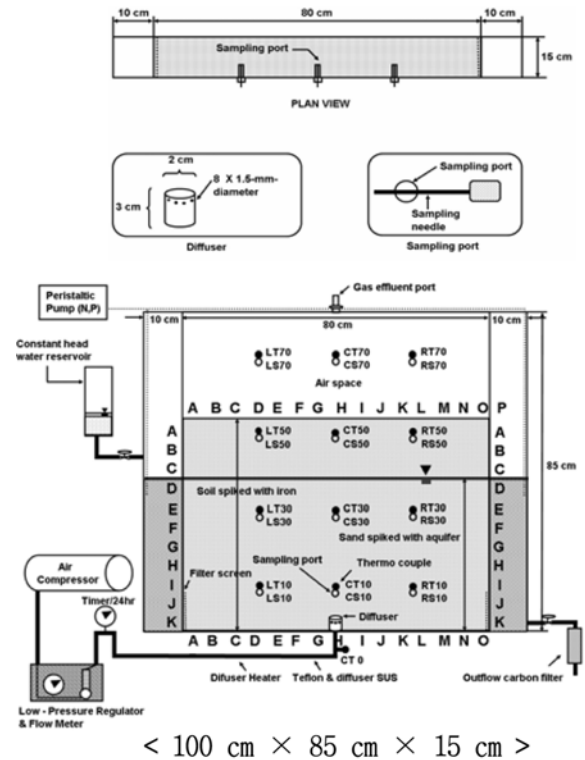 10 cm 80 cm 10 cm
Sampling port
15 cm
PLAN VIEW
2 cm
8 X 1.5-mm-
diameter
3 cm
Diffuser
Sampling port
Sampling
needle
Sampling port
Peristaltic
Pump (N,P)
Gas effluent port
10 cm 80 cm 10 cm
Constant head
water reservoir
LT70 CT70 RT70
LS70 CS70 RS70
Air space
A B C D E F G H I J K L M N O P
A LT50 CT50 RT50 A
LS50 CS50 RS50
B B
C C
85 cm
D D
Soil spiked with iron
E LT30 CT30 RT30 E
LS30 CS30 RS30
F F
Sand spiked with aquifer
G G
H H
Sampling port Thermo couple
Air
Compressor
Filter screen
I LT10 CT10 RT10 I
LS10 CS10 RS10
J J
Timer/24hr
K Diffuser K
A B C D E F G H I J K L M N O
CT 0
Difuser Heater Teflon & diffuser SUS Outflow carbon filter
Low - Pressure Regulator
& Flow Meter
< 100 cm × 85 cm × 15 cm >